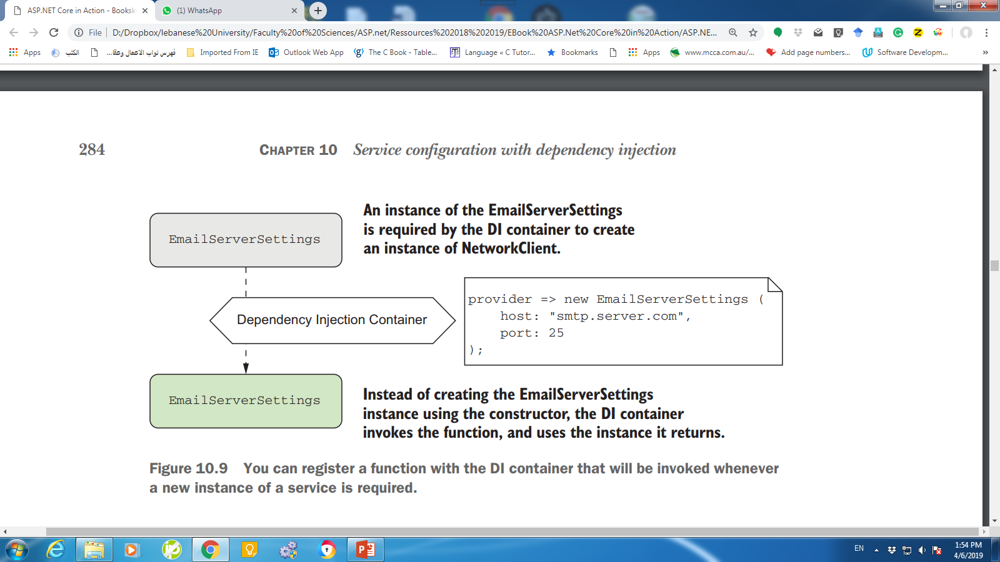 ASP.NET Core in Action - Booksk
(1) WhatsApp
File
D:/Dropbox/lebanese%20University/Faculty%20of%20Sciences/ASP.net/Ressources%202018%202019/EBook%20ASP.Net%20Core%20in%20Action/ASP.NE...
Apps
الكتب
فهرس ثواب الاعمال وعقا...
Imported From IE
Outlook Web App
The C Book - Table...
Language « C Tutor...
Bookmarks
Apps
www.mcca.com.au/...
Add page numbers...
Software Developm...
»
284
CHAPTER 10 Service configuration with dependency injection
An instance of the EmailServerSettings
is required by the DI container to create
an instance of NetworkClient.
EmailServerSettings
Dependency Injection Container
provider => new EmailServerSettings (
host: "smtp.server.com",
port: 25
);
EmailServerSettings
Instead of creating the EmailServerSettings
instance using the constructor, the DI container
invokes the function, and uses the instance it returns.
Figure 10.9 You can register a function with the DI container that will be invoked whenever
a new instance of a service is required.
EN
1:54 PM
4/6/2019